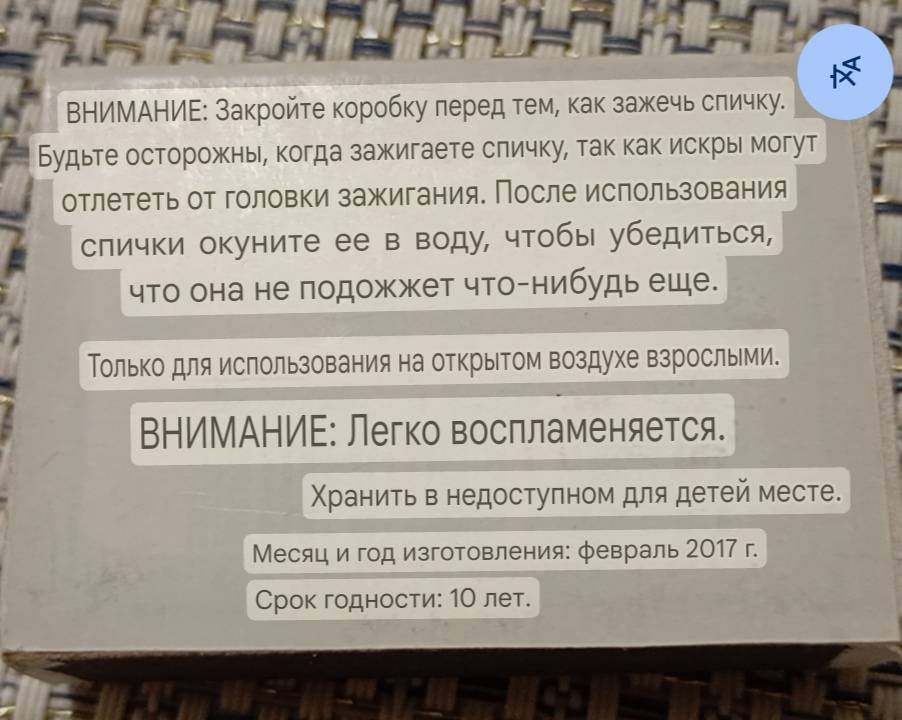 ВНИМАНИЕ: Закройте коробку перед тем, как зажечь спичку.
Будьте осторожны, когда зажигаете спичку, так как искры могут
отлететь от головки зажигания. После использования
спички окуните ее в воду, чтобы убедиться,
что она не подожжет что-нибудь еще.
Только для использования на открытом воздухе взрослыми.
ВНИМАНИЕ: Легко воспламеняется.
Хранить в недоступном для детей месте.
Месяц и год изготовления: февраль 2017 г.
Срок годности: 10 лет.